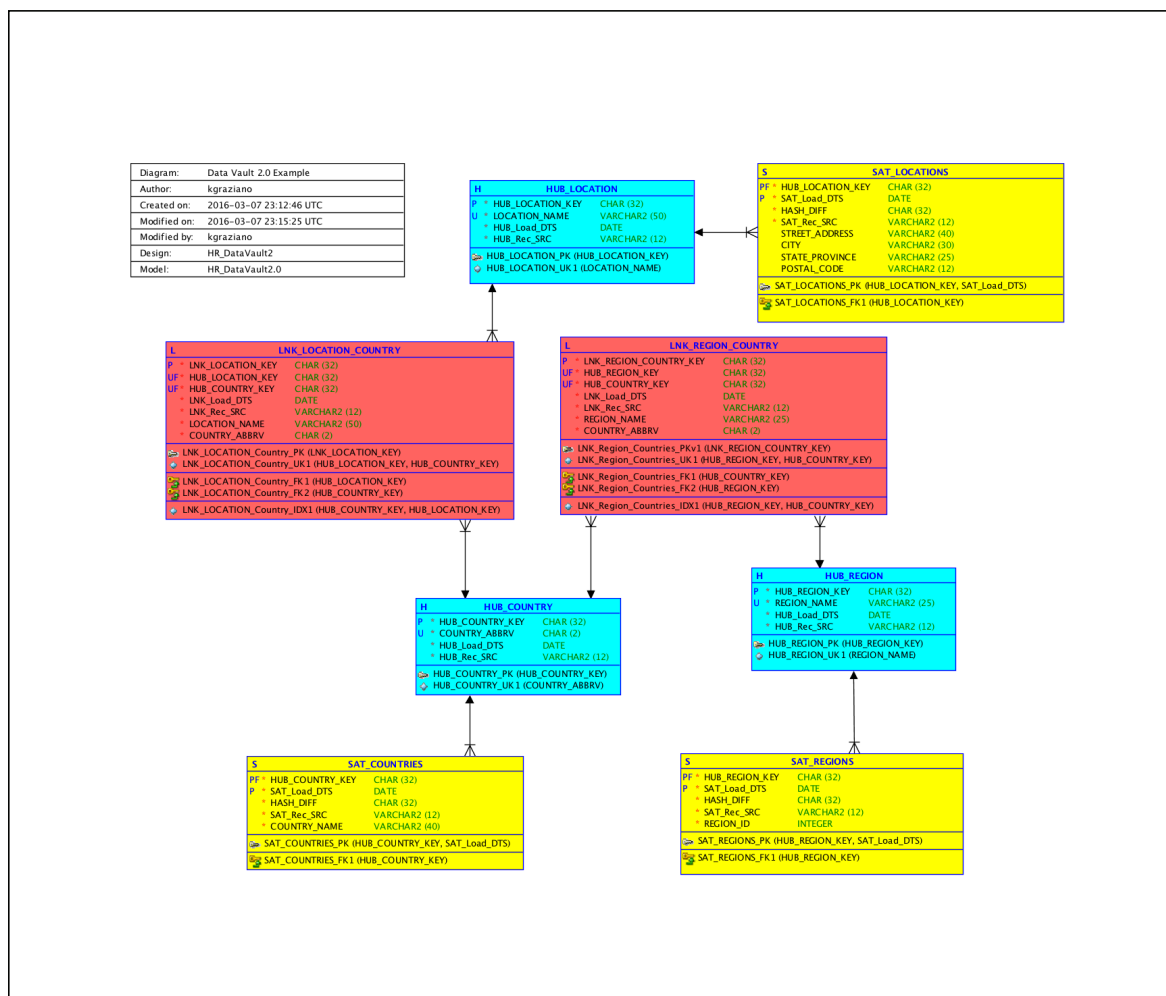 Diagram: Data Vault 2.0 Example
Author: kgraziano
Created on: 2016-03-07 23:12:46 UTC
Modified on: 2016-03-07 23:15:25 UTC
Modified by: kgraziano
Design: HR_DataVault2
Model: HR_DataVault2.0
H HUB_LOCATION
P * HUB_LOCATION_KEY CHAR (32)
U * LOCATION_NAME VARCHAR2 (50)
* HUB_Load_DTS DATE
* HUB_Rec_SRC VARCHAR2 (12)
HUB_LOCATION_PK (HUB_LOCATION_KEY)
HUB_LOCATION_UK1 (LOCATION_NAME)
S SAT_LOCATIONS
PF * HUB_LOCATION_KEY CHAR (32)
P * SAT_Load_DTS DATE
* HASH_DIFF CHAR (32)
* SAT_Rec_SRC VARCHAR2 (12)
STREET_ADDRESS VARCHAR2 (40)
CITY VARCHAR2 (30)
STATE_PROVINCE VARCHAR2 (25)
POSTAL_CODE VARCHAR2 (12)
SAT_LOCATIONS_PK (HUB_LOCATION_KEY, SAT_Load_DTS)
SAT_LOCATIONS_FK1 (HUB_LOCATION_KEY)
L LNK_LOCATION_COUNTRY
P * LNK_LOCATION_KEY CHAR (32)
UF * HUB_LOCATION_KEY CHAR (32)
UF * HUB_COUNTRY_KEY CHAR (32)
* LNK_Load_DTS DATE
* LNK_Rec_SRC VARCHAR2 (12)
* LOCATION_NAME VARCHAR2 (50)
* COUNTRY_ABBRV CHAR (2)
LNK_LOCATION_Country_PK (LNK_LOCATION_KEY)
LNK_LOCATION_Country_UK1 (HUB_LOCATION_KEY, HUB_COUNTRY_KEY)
LNK_LOCATION_Country_FK1 (HUB_LOCATION_KEY)
LNK_LOCATION_Country_FK2 (HUB_COUNTRY_KEY)
LNK_LOCATION_Country_IDX1 (HUB_COUNTRY_KEY, HUB_LOCATION_KEY)
L LNK_REGION_COUNTRY
P * LNK_REGION_COUNTRY_KEY CHAR (32)
UF * HUB_REGION_KEY CHAR (32)
UF * HUB_COUNTRY_KEY CHAR (32)
* LNK_Load_DTS DATE
* LNK_Rec_SRC VARCHAR2 (12)
* REGION_NAME VARCHAR2 (25)
* COUNTRY_ABBRV CHAR (2)
LNK_Region_Countries_PKv1 (LNK_REGION_COUNTRY_KEY)
LNK_Region_Countries_UK1 (HUB_REGION_KEY, HUB_COUNTRY_KEY)
LNK_Region_Countries_FK1 (HUB_COUNTRY_KEY)
LNK_Region_Countries_FK2 (HUB_REGION_KEY)
LNK_Region_Countries_IDX1 (HUB_REGION_KEY, HUB_COUNTRY_KEY)
H HUB_COUNTRY
P * HUB_COUNTRY_KEY CHAR (32)
U * COUNTRY_ABBRV CHAR (2)
* HUB_Load_DTS DATE
* HUB_Rec_SRC VARCHAR2 (12)
HUB_COUNTRY_PK (HUB_COUNTRY_KEY)
HUB_COUNTRY_UK1 (COUNTRY_ABBRV)
H HUB_REGION
P * HUB_REGION_KEY CHAR (32)
U * REGION_NAME VARCHAR2 (25)
* HUB_Load_DTS DATE
* HUB_Rec_SRC VARCHAR2 (12)
HUB_REGION_PK (HUB_REGION_KEY)
HUB_REGION_UK1 (REGION_NAME)
S SAT_COUNTRIES
PF * HUB_COUNTRY_KEY CHAR (32)
P * SAT_Load_DTS DATE
* HASH_DIFF CHAR (32)
* SAT_Rec_SRC VARCHAR2 (12)
* COUNTRY_NAME VARCHAR2 (40)
SAT_COUNTRIES_PK (HUB_COUNTRY_KEY, SAT_Load_DTS)
SAT_COUNTRIES_FK1 (HUB_COUNTRY_KEY)
S SAT_REGIONS
PF * HUB_REGION_KEY CHAR (32)
P * SAT_Load_DTS DATE
* HASH_DIFF CHAR (32)
* SAT_Rec_SRC VARCHAR2 (12)
* REGION_ID INTEGER
SAT_REGIONS_PK (HUB_REGION_KEY, SAT_Load_DTS)
SAT_REGIONS_FK1 (HUB_REGION_KEY)